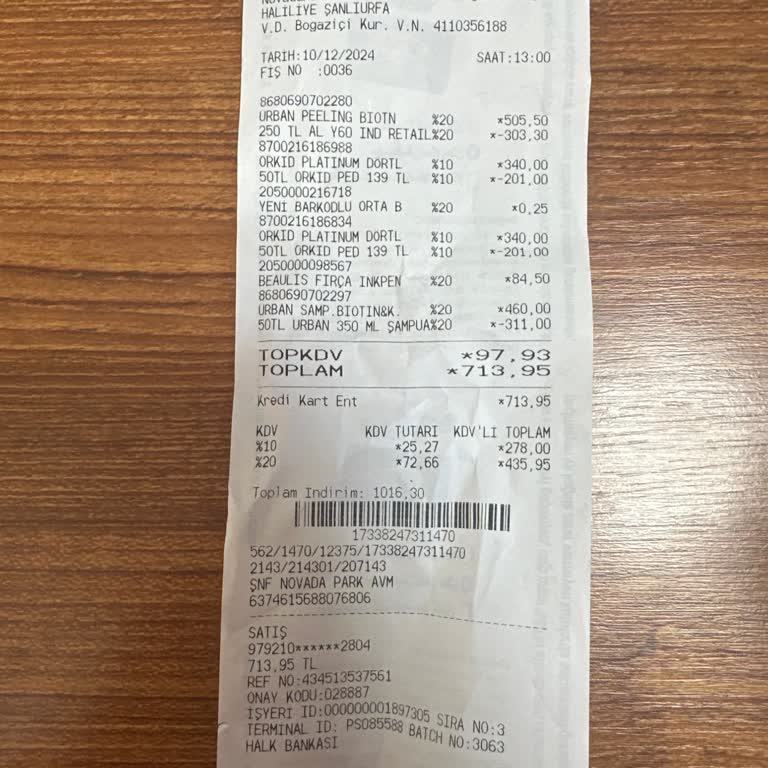 HALİLİYE ŞANLIURFA
V.D. Bogaziçi Kur. V.N. 4110356188
TARİH:10/12/2024 SAAT:13:00
FİŞ NO :0036
8680690702280
URBAN PEELING BIOTN %20 *505,50
250 TL AL Y60 IND RETAIL%20 *-303,30
8700216186988
ORKID PLATINUM DORTL %10 *340,00
50TL ORKID PED 139 TL %10 *-201,00
2050000216718
YENI BARKODLU ORTA B %20 *0,25
8700216186834
ORKID PLATINUM DORTL %10 *340,00
50TL ORKID PED 139 TL %10 *-201,00
2050000098567
BEAULIS FIRÇA INKPEN %20 *84,50
8680690702297
URBAN SAMP.BIOTIN&K. %20 *460,00
50TL URBAN 350 ML ŞAMPUA%20 *-311,00
TOPKDV *97,93
TOPLAM *713,95
Kredi Kart Ent *713,95
KDV KDV TUTARI KDV'Lİ TOPLAM
%10 *25,27 *278,00
%20 *72,66 *435,95
Toplam Indirim: 1016,30
17338247311470
562/1470/12375/17338247311470
2143/214301/207143
ŞNF NOVADA PARK AVM
6374615688076806
SATIŞ
979210******2804
713,95 TL
REF NO:434513537561
ONAY KODU:028887
İŞYERİ ID:000000001897305 SIRA NO:3
TERMINAL ID: PS085588 BATCH NO:3063
HALK BANKASI